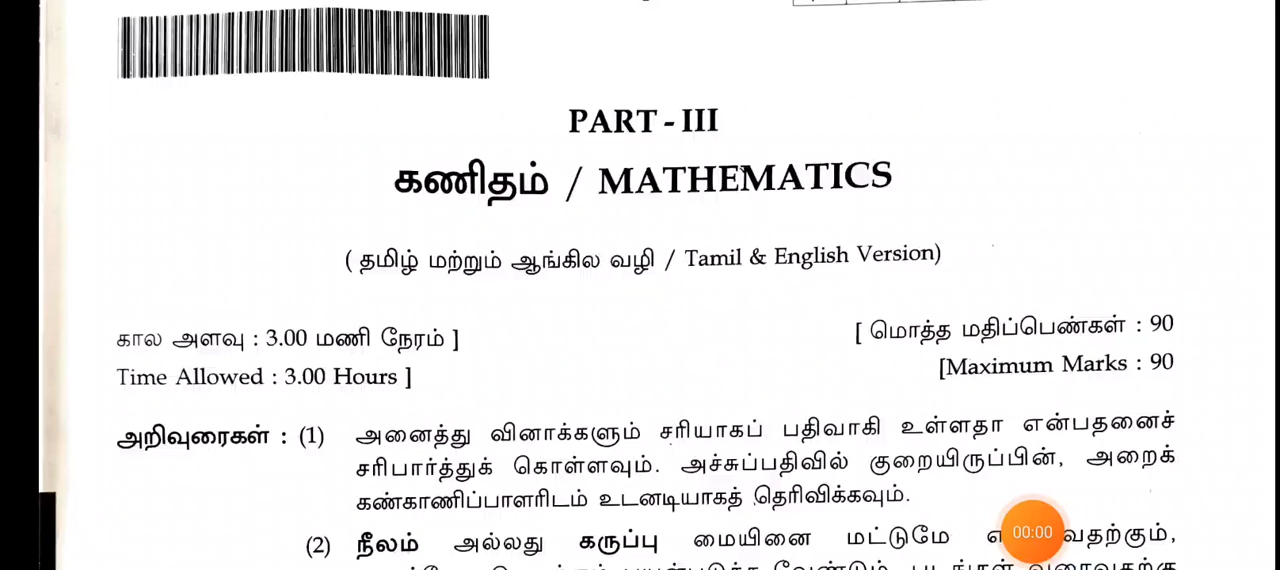 PART - III
கணிதம் / MATHEMATICS
( தமிழ் மற்றும் ஆங்கில வழி / Tamil & English Version)
கால அளவு : 3.00 மணி நேரம் ]
[ மொத்த மதிப்பெண்கள் : 90
Time Allowed : 3.00 Hours ]
[Maximum Marks : 90
அறிவுரைகள் : (1) அனைத்து வினாக்களும் சரியாகப் பதிவாகி உள்ளதா என்பதனைச்
சரிபார்த்துக் கொள்ளவும். அச்சுப்பதிவில் குறையிருப்பின், அறைக்
கண்காணிப்பாளரிடம் உடனடியாகத் தெரிவிக்கவும்.
(2) நீலம் அல்லது கருப்பு மையினை மட்டுமே
00:00